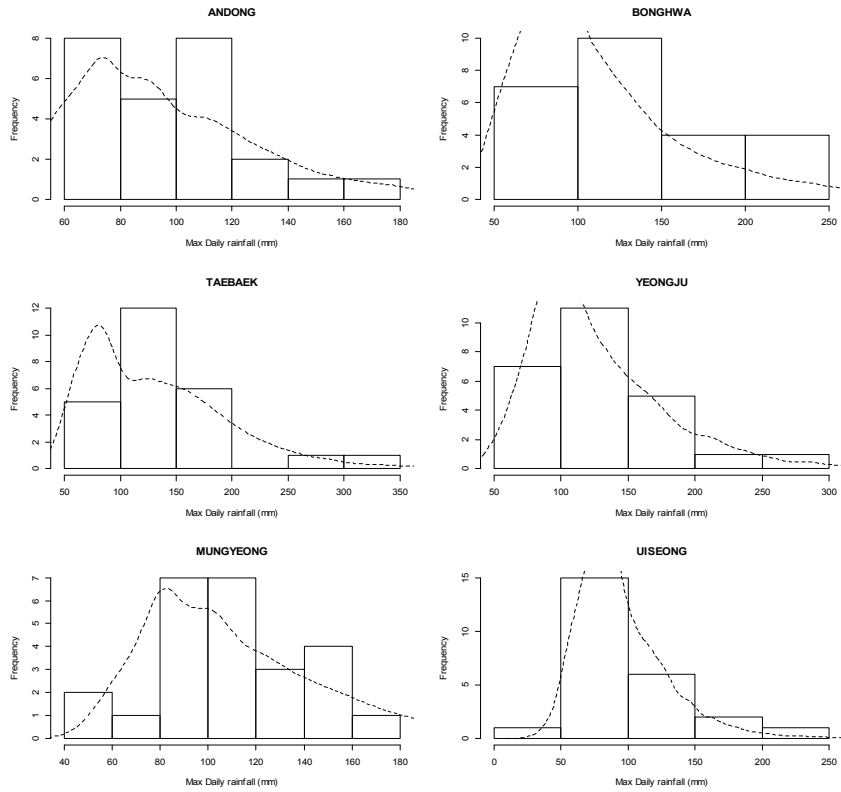 ANDONG
Frequency
0 2 4 6 8
60 80 100 120 140 160 180
Max Daily rainfall (mm)
BONGHWA
Frequency
0 2 4 6 8 10
50 100 150 200 250
Max Daily rainfall (mm)
TAEBAEK
Frequency
0 2 4 6 8 10 12
50 100 150 200 250 300 350
Max Daily rainfall (mm)
YEONGJU
Frequency
0 2 4 6 8 10
50 100 150 200 250 300
Max Daily rainfall (mm)
MUNGYEONG
Frequency
0 1 2 3 4 5 6 7
40 60 80 100 120 140 160 180
Max Daily rainfall (mm)
UISEONG
Frequency
0 5 10 15
0 50 100 150 200 250
Max Daily rainfall (mm)